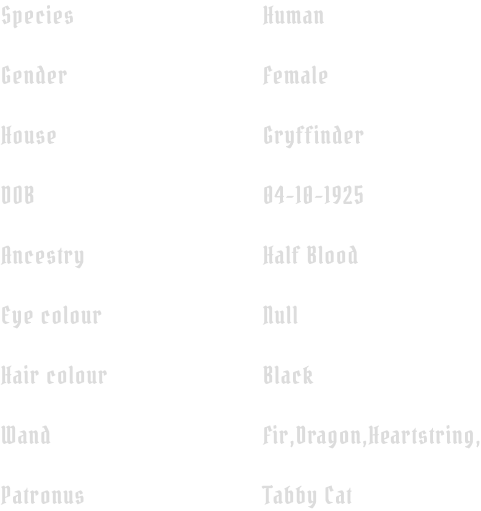 Species Human
Gender Female
House Gryffinder
DOB 04-10-1925
Ancestry Half Blood
Eye colour Null
Hair colour Black
Wand Fir,Dragon,Heartstring,
Patronus Tabby Cat